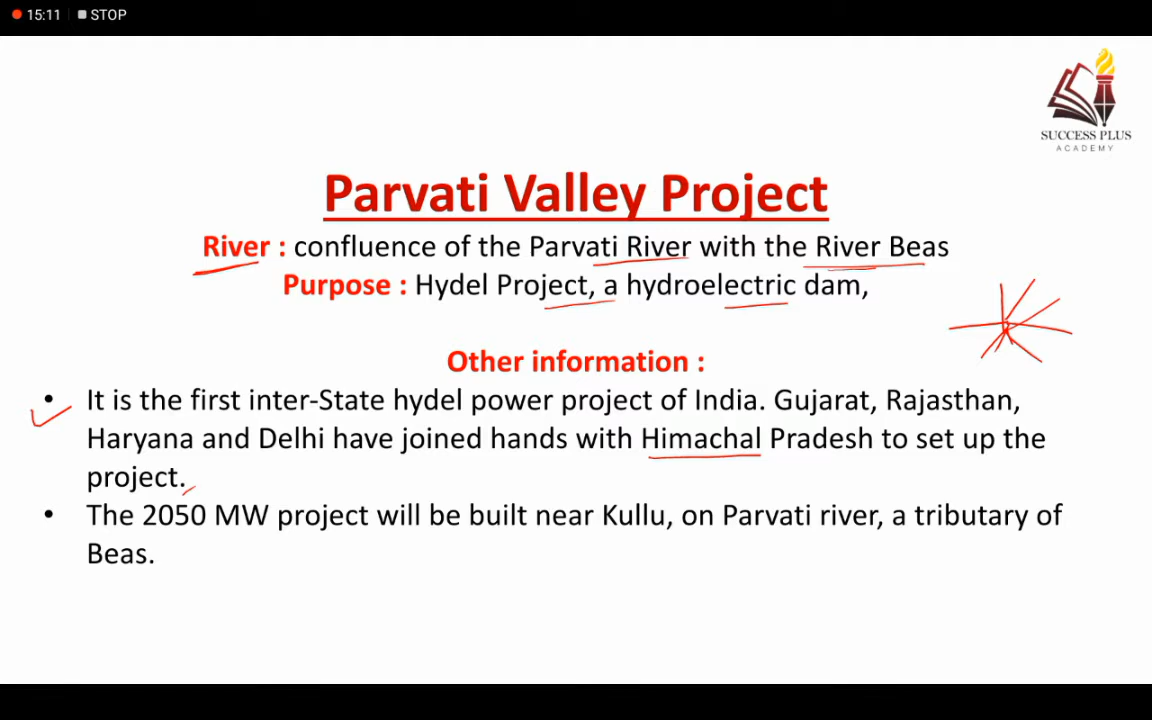 15:11 STOP
SUCCESS PLUS
ACADEMY
Parvati Valley Project
River : confluence of the Parvati River with the River Beas
Purpose : Hydel Project, a hydroelectric dam,
Other information :
• It is the first inter-State hydel power project of India. Gujarat, Rajasthan,
Haryana and Delhi have joined hands with Himachal Pradesh to set up the
project.
• The 2050 MW project will be built near Kullu, on Parvati river, a tributary of
Beas.